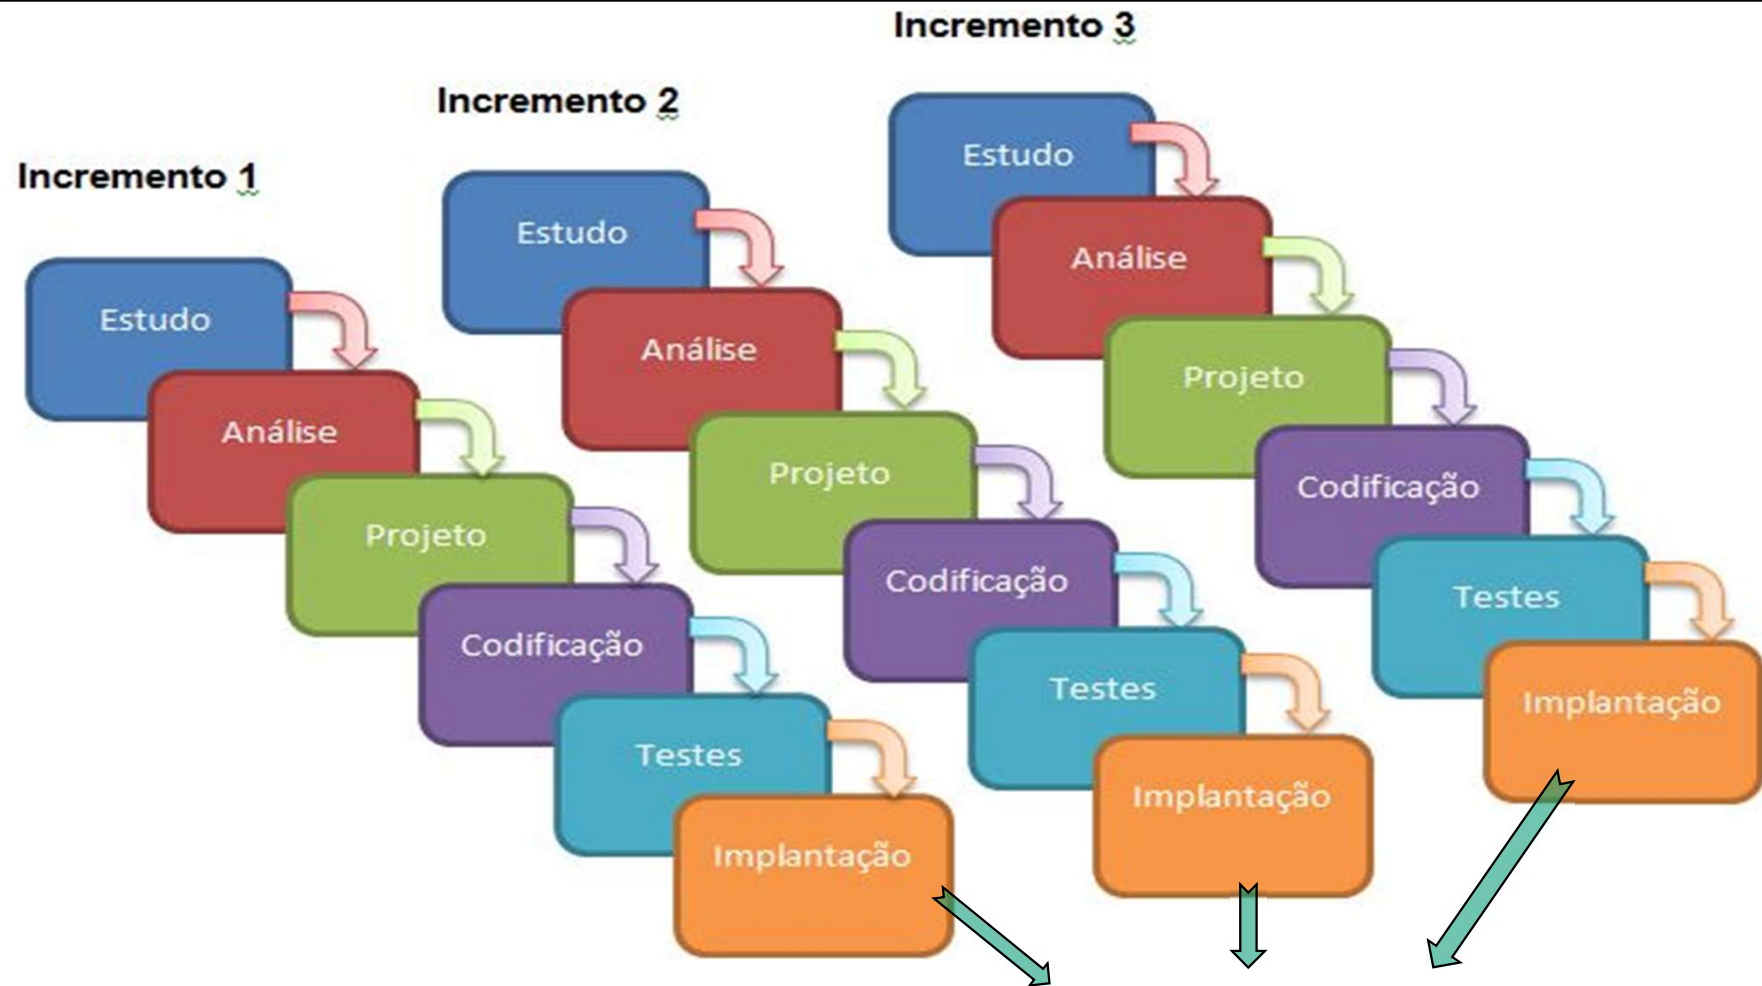 Incremento 1
Estudo
Análise
Projeto
Codificação
Testes
Implantação
Incremento 2
Estudo
Análise
Projeto
Codificação
Testes
Implantação
Incremento 3
Estudo
Análise
Projeto
Codificação
Testes
Implantação